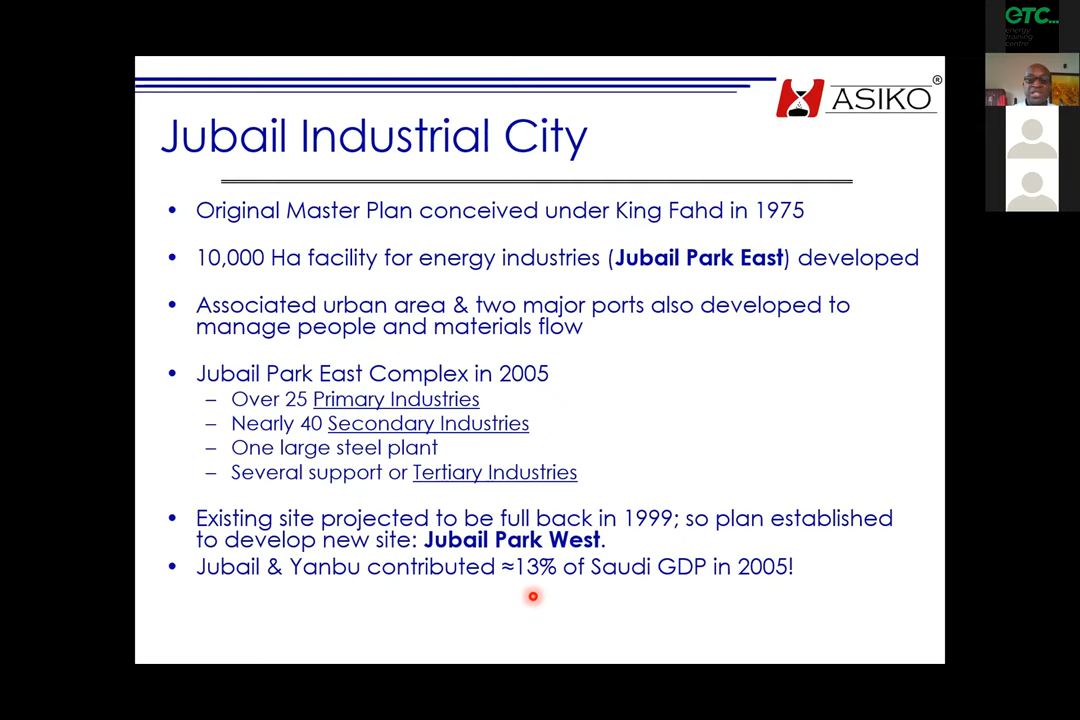 eTC...
energy
training
centre
ASIKO®
Jubail Industrial City
• Original Master Plan conceived under King Fahd in 1975
• 10,000 Ha facility for energy industries (Jubail Park East) developed
• Associated urban area & two major ports also developed to
manage people and materials flow
• Jubail Park East Complex in 2005
– Over 25 Primary Industries
– Nearly 40 Secondary Industries
– One large steel plant
– Several support or Tertiary Industries
• Existing site projected to be full back in 1999; so plan established
to develop new site: Jubail Park West.
• Jubail & Yanbu contributed ≈13% of Saudi GDP in 2005!